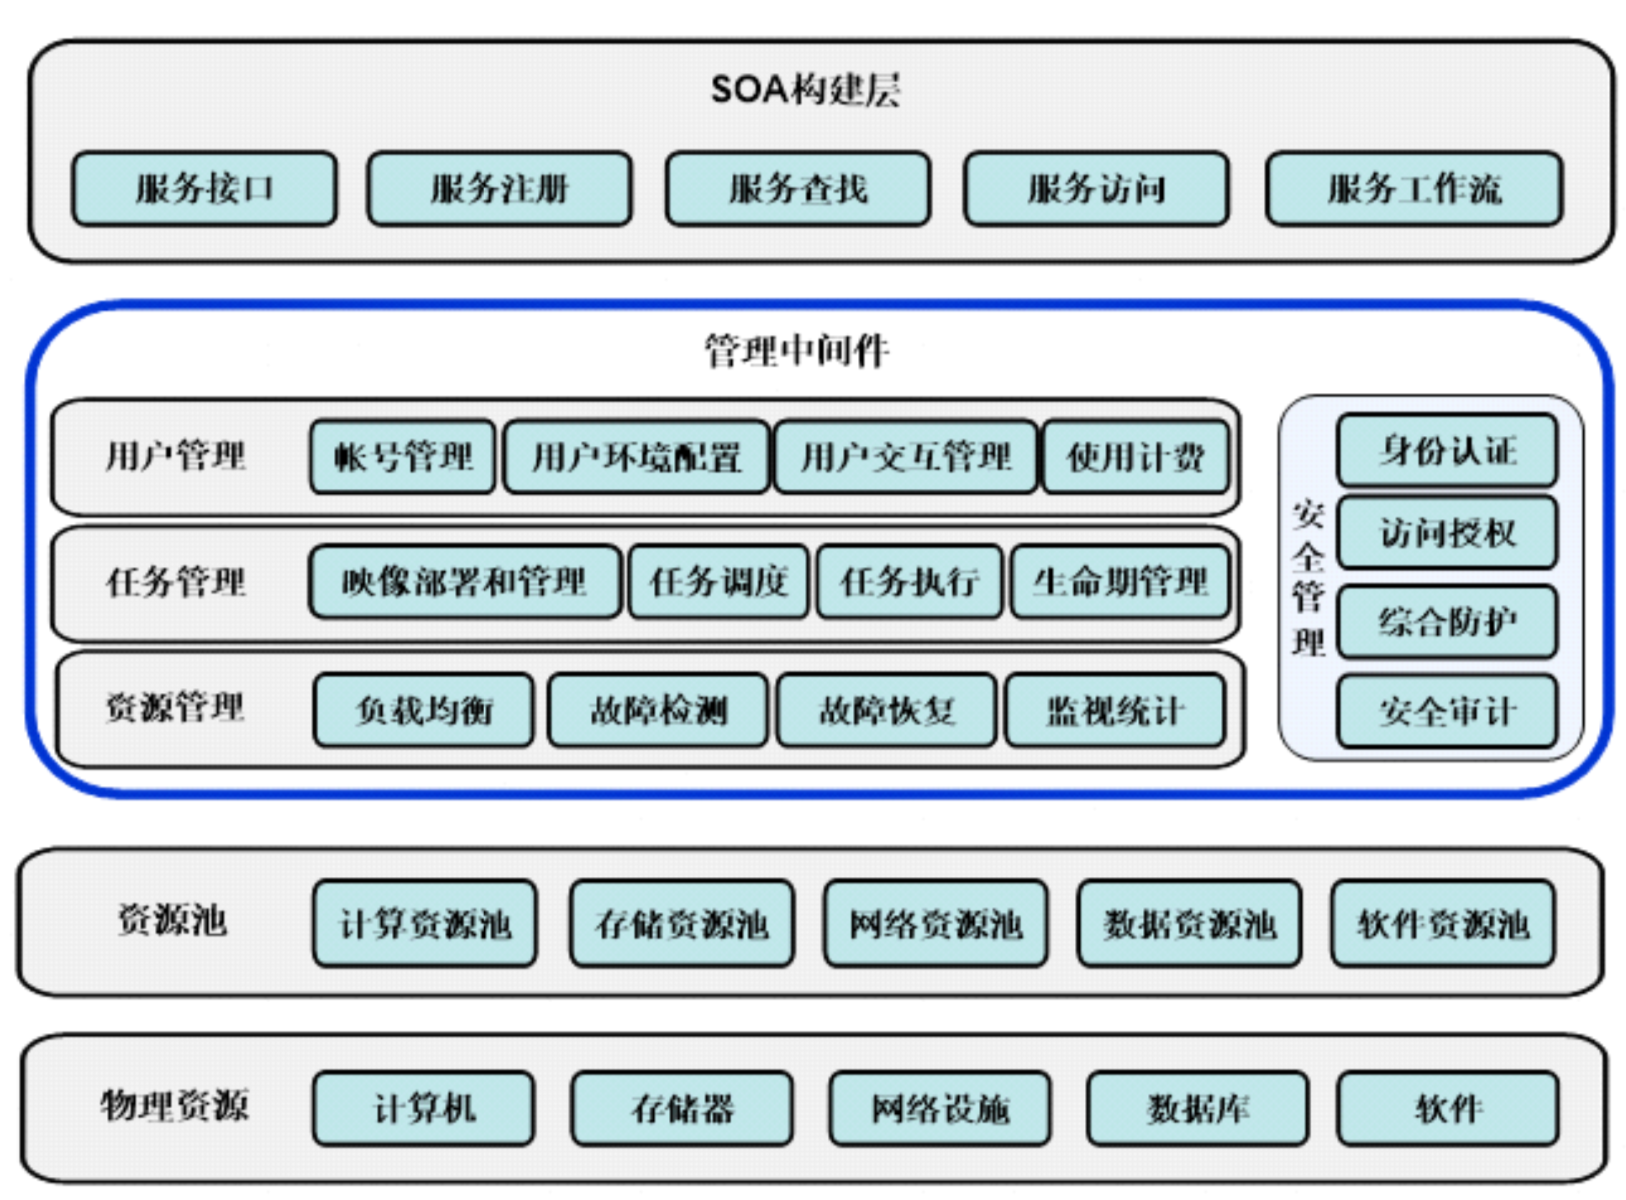 SOA构建层
服务接口 服务注册 服务查找 服务访问 服务工作流
管理中间件
用户管理 帐号管理 用户环境配置 用户交互管理 使用计费
任务管理 映像部署和管理 任务调度 任务执行 生命期管理
资源管理 负载均衡 故障检测 故障恢复 监视统计
安全管理
身份认证
访问授权
综合防护
安全审计
资源池 计算资源池 存储资源池 网络资源池 数据资源池 软件资源池
物理资源 计算机 存储器 网络设施 数据库 软件